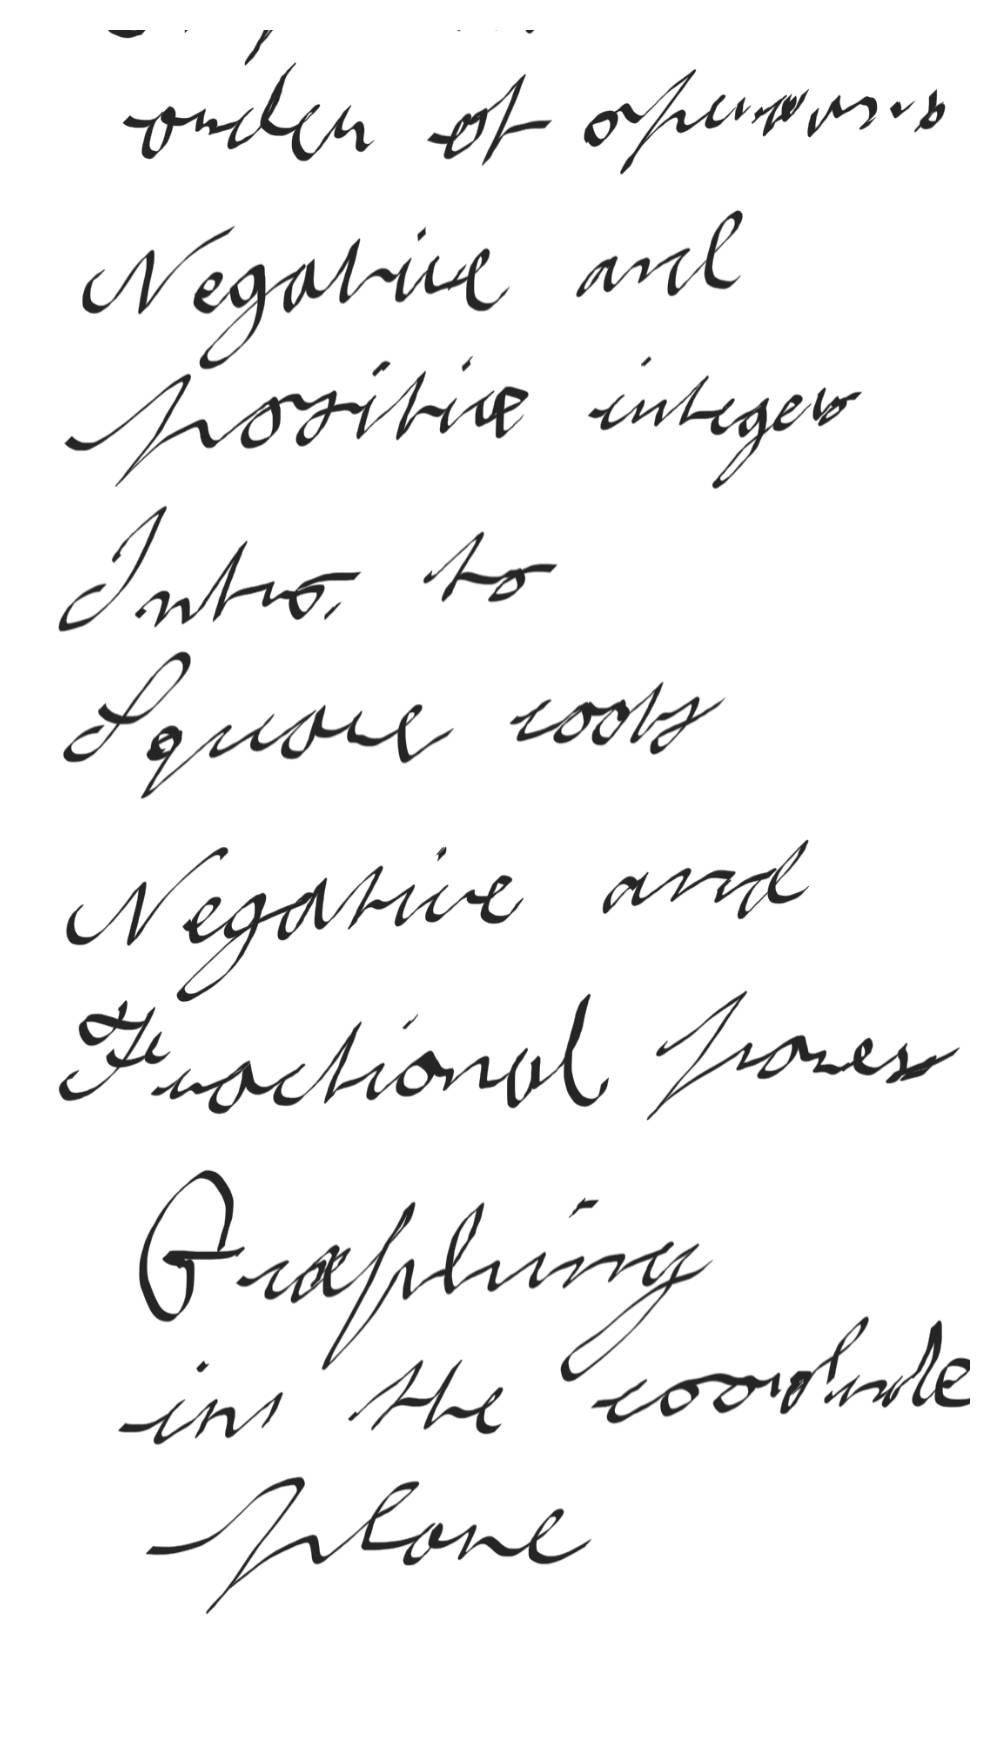 order of operations
Negative and
positive integers
Intro. to
Square roots
Negative and
Fractional powers
Graphing
in the coordinate
plane